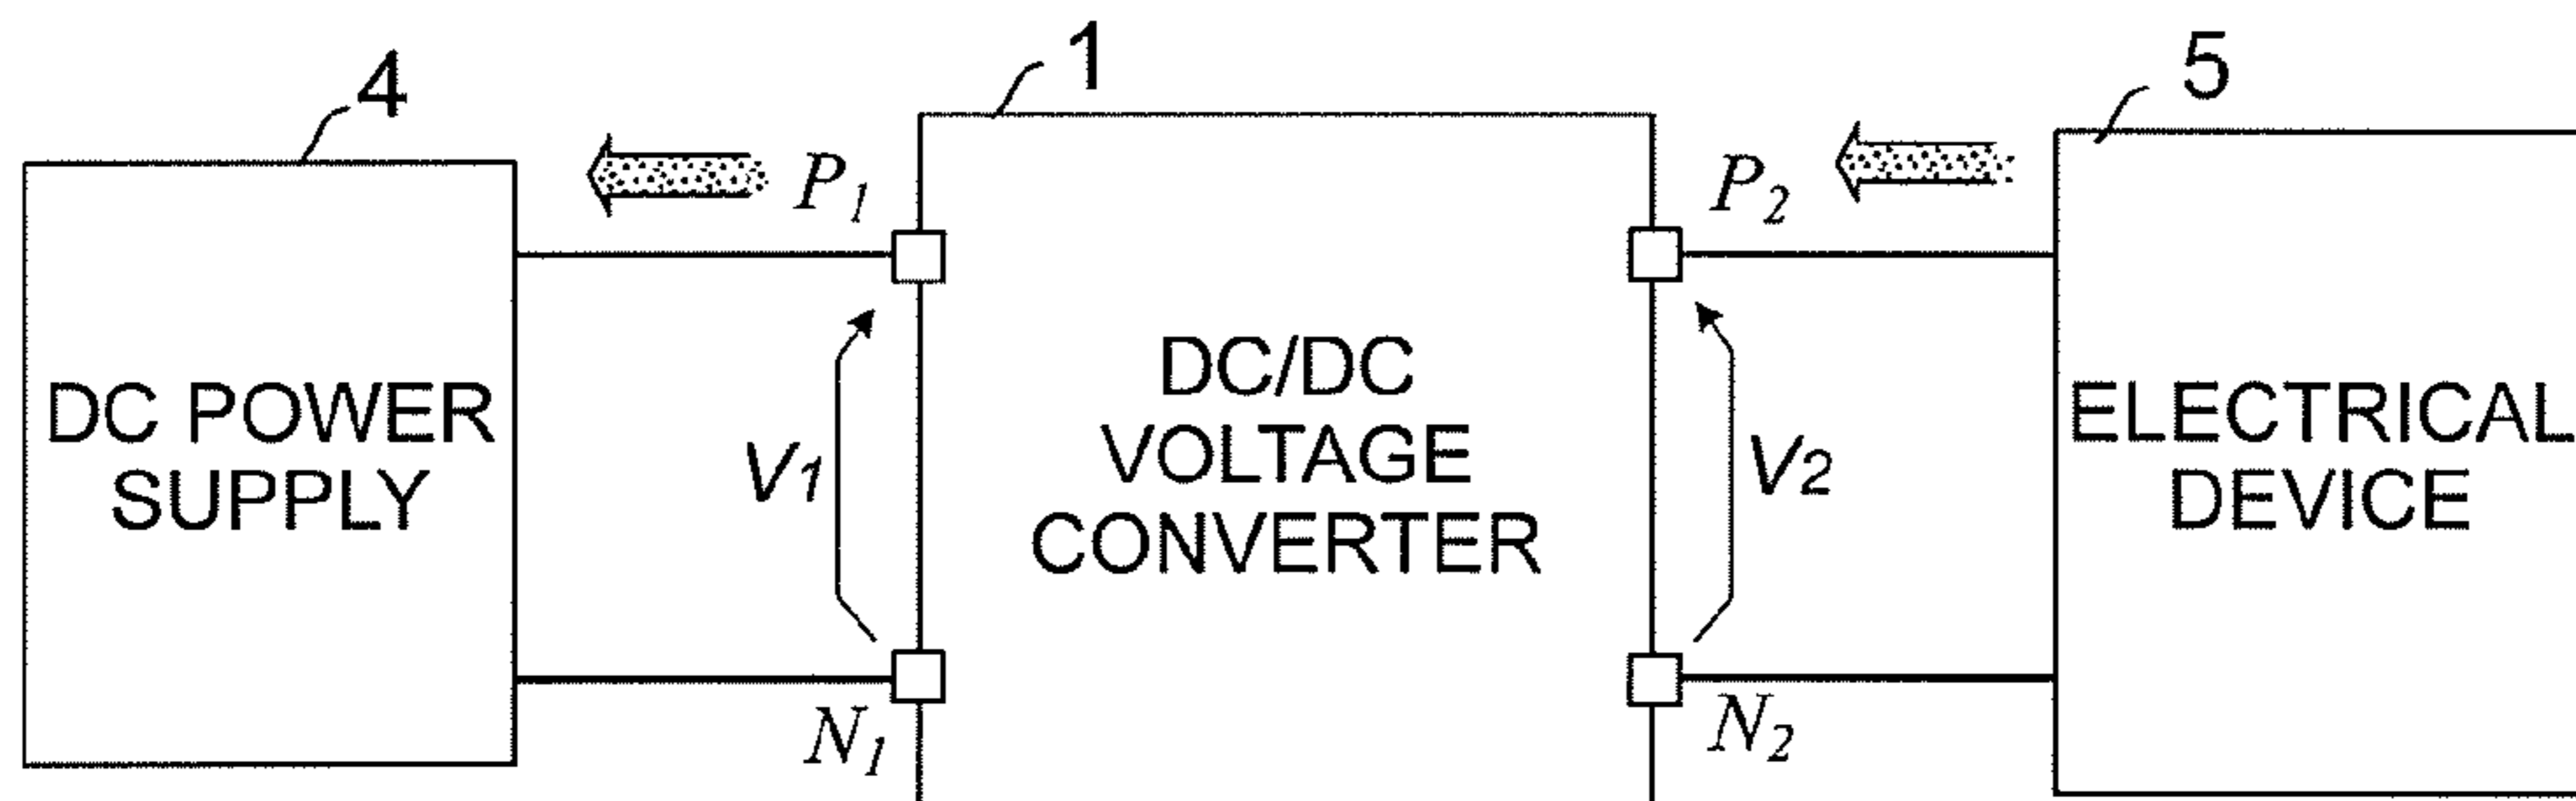 4
1
5
P1
P2
DC POWER
SUPPLY
V1
DC/DC
VOLTAGE
CONVERTER
V2
ELECTRICAL
DEVICE
N1
N2